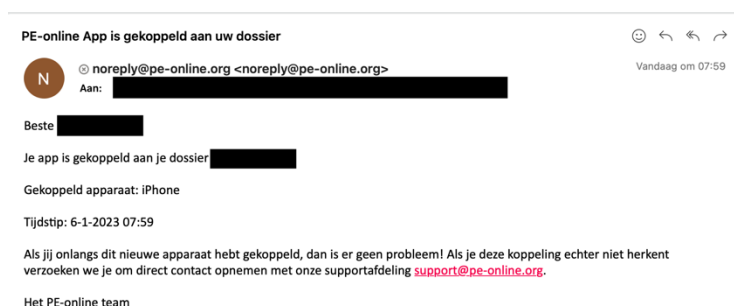 PE-online App is gekoppeld aan uw dossier
N
noreply@pe-online.org <noreply@pe-online.org>
Vandaag om 07:59
Aan:
Beste
Je app is gekoppeld aan je dossier
Gekoppeld apparaat: iPhone
Tijdstip: 6-1-2023 07:59
Als jij onlangs dit nieuwe apparaat hebt gekoppeld, dan is er geen probleem! Als je deze koppeling echter niet herkent
verzoeken we je om direct contact opnemen met onze supportafdeling support@pe-online.org.
Het PE-online team